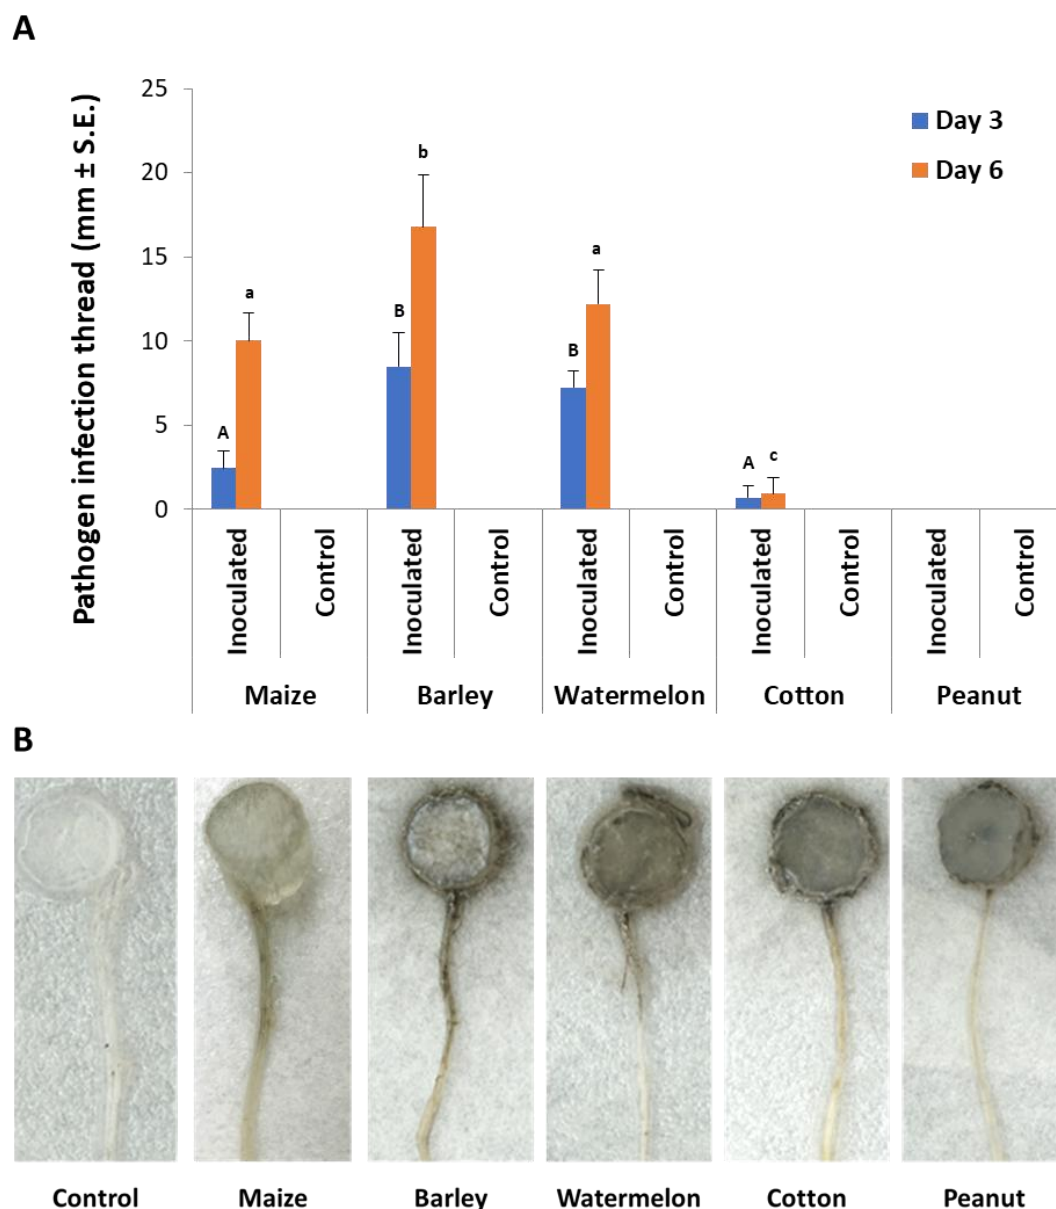 A
Pathogen infection thread (mm ± S.E.)
25
20
15
10
5
0
Day 3
Day 6
A
a
B
b
B
a
A
c
Inoculated
Control
Inoculated
Control
Inoculated
Control
Inoculated
Control
Inoculated
Control
Maize
Barley
Watermelon
Cotton
Peanut
B
Control
Maize
Barley
Watermelon
Cotton
Peanut